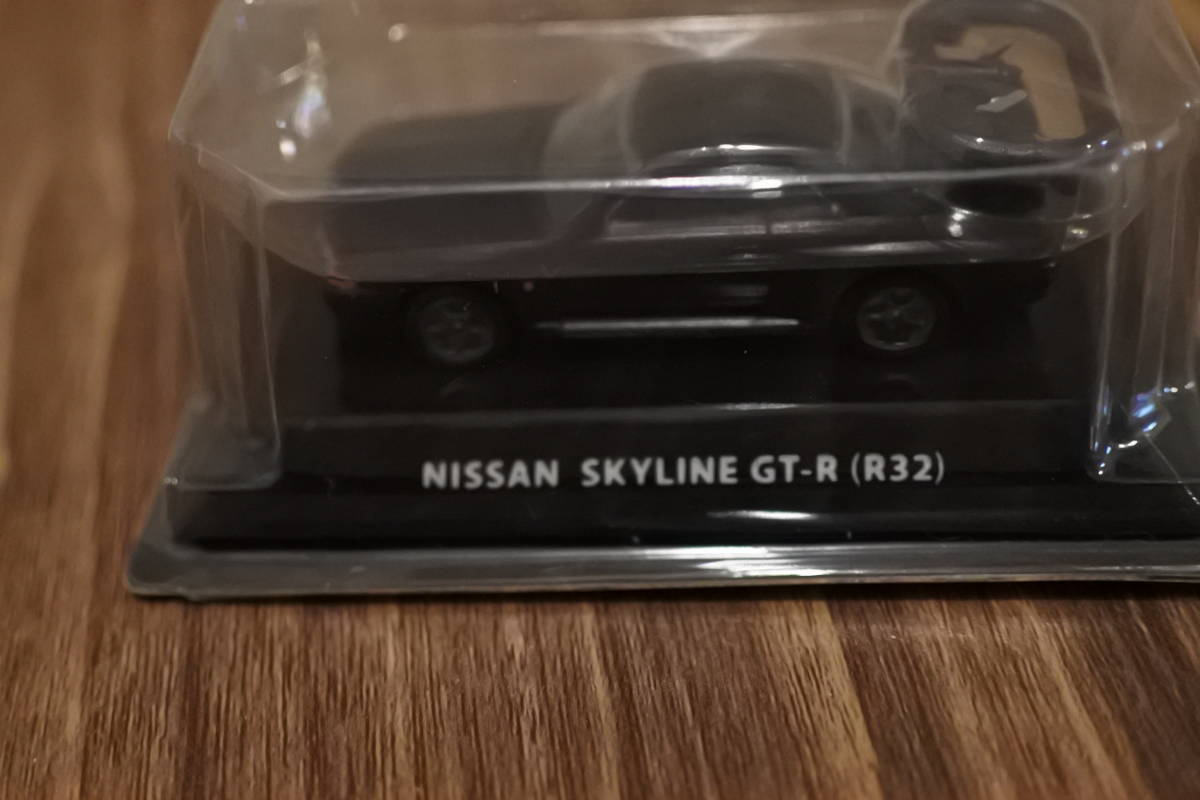 NISSAN SKYLINE GT-R (R32)